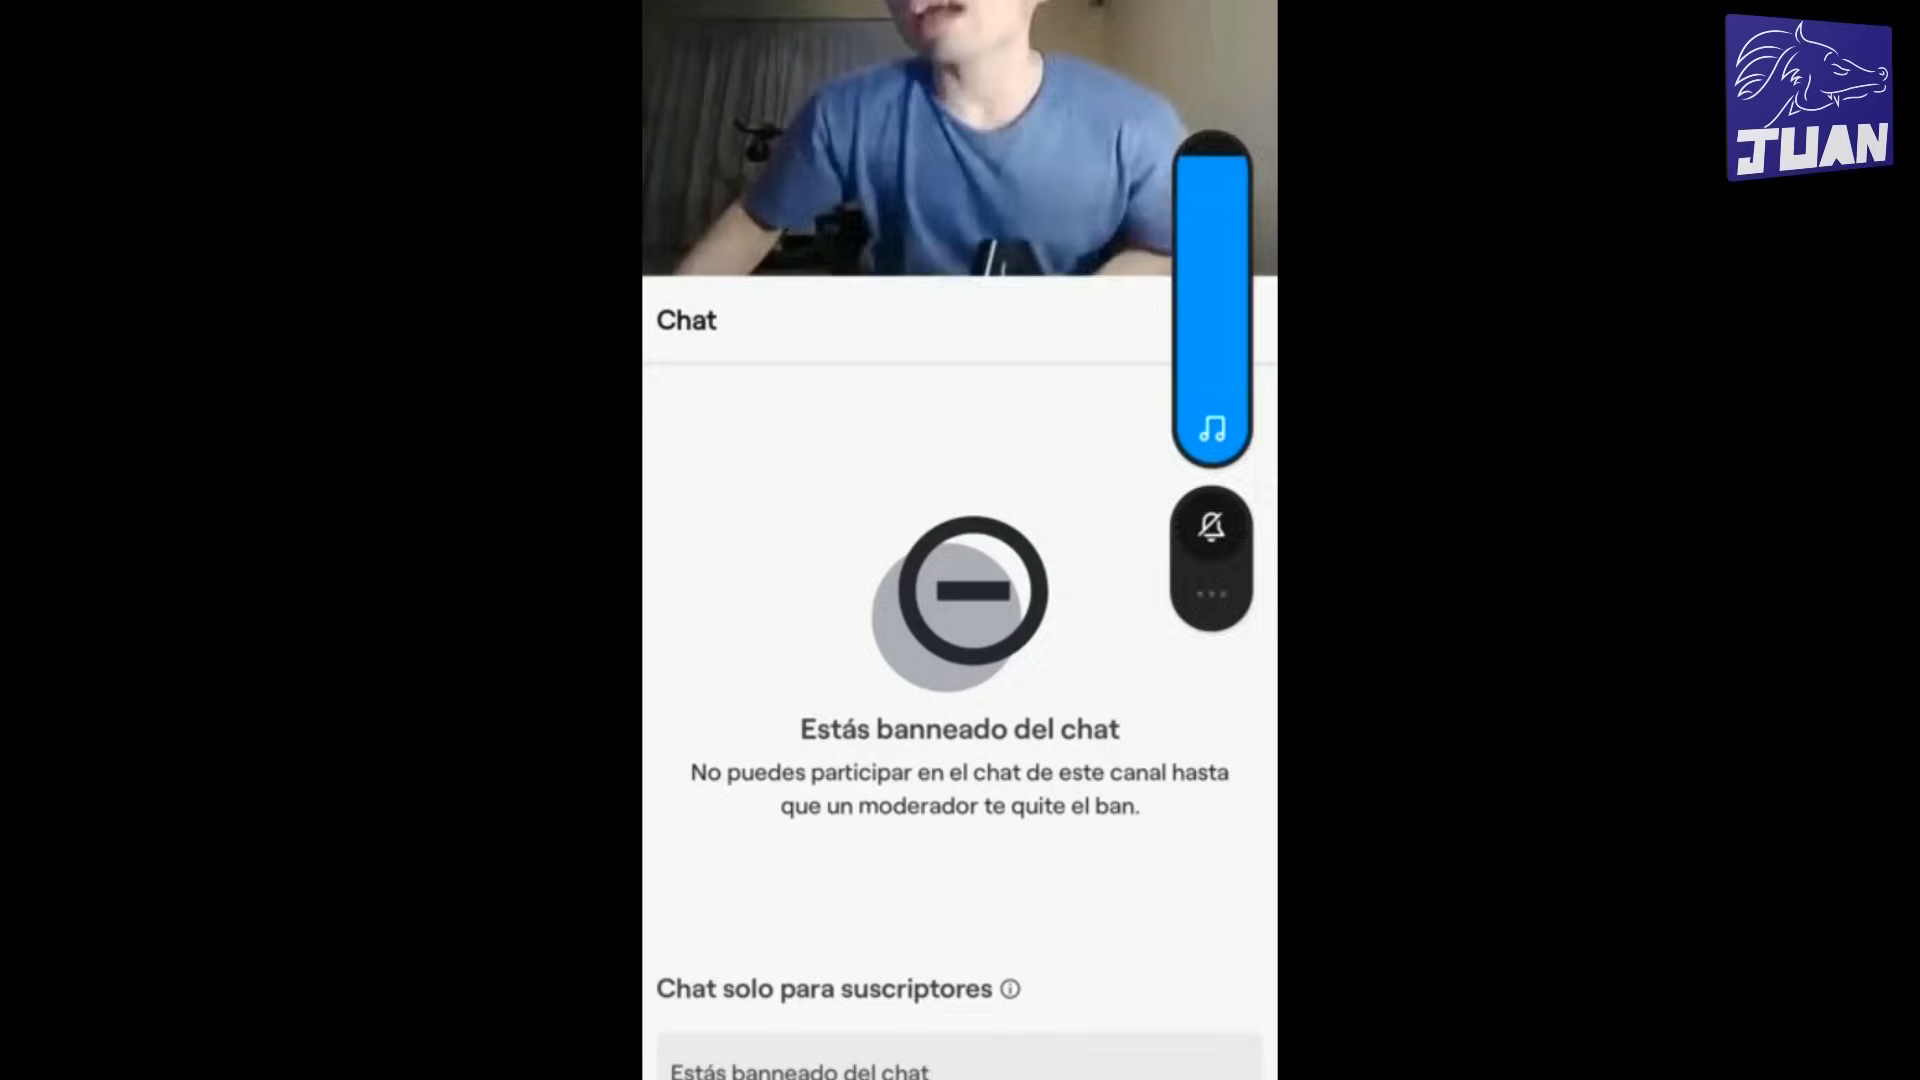 JUAN
Chat
Estás banneado del chat
No puedes participar en el chat de este canal hasta
que un moderador te quite el ban.
Chat solo para suscriptores
Estás banneado del chat